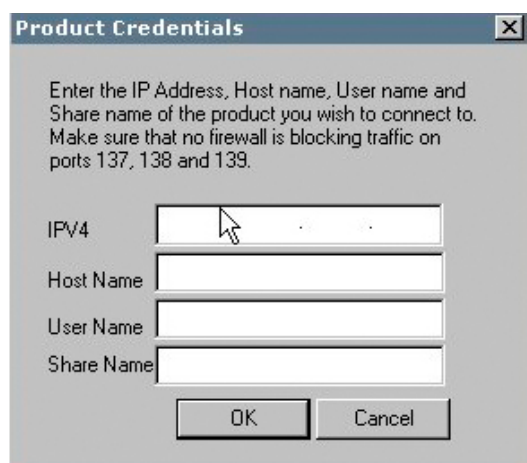 Product Credentials
Enter the IP Address, Host name, User name and
Share name of the product you wish to connect to.
Make sure that no firewall is blocking traffic on
ports 137, 138 and 139.
IPV4 . . .
Host Name
User Name
Share Name
OK Cancel